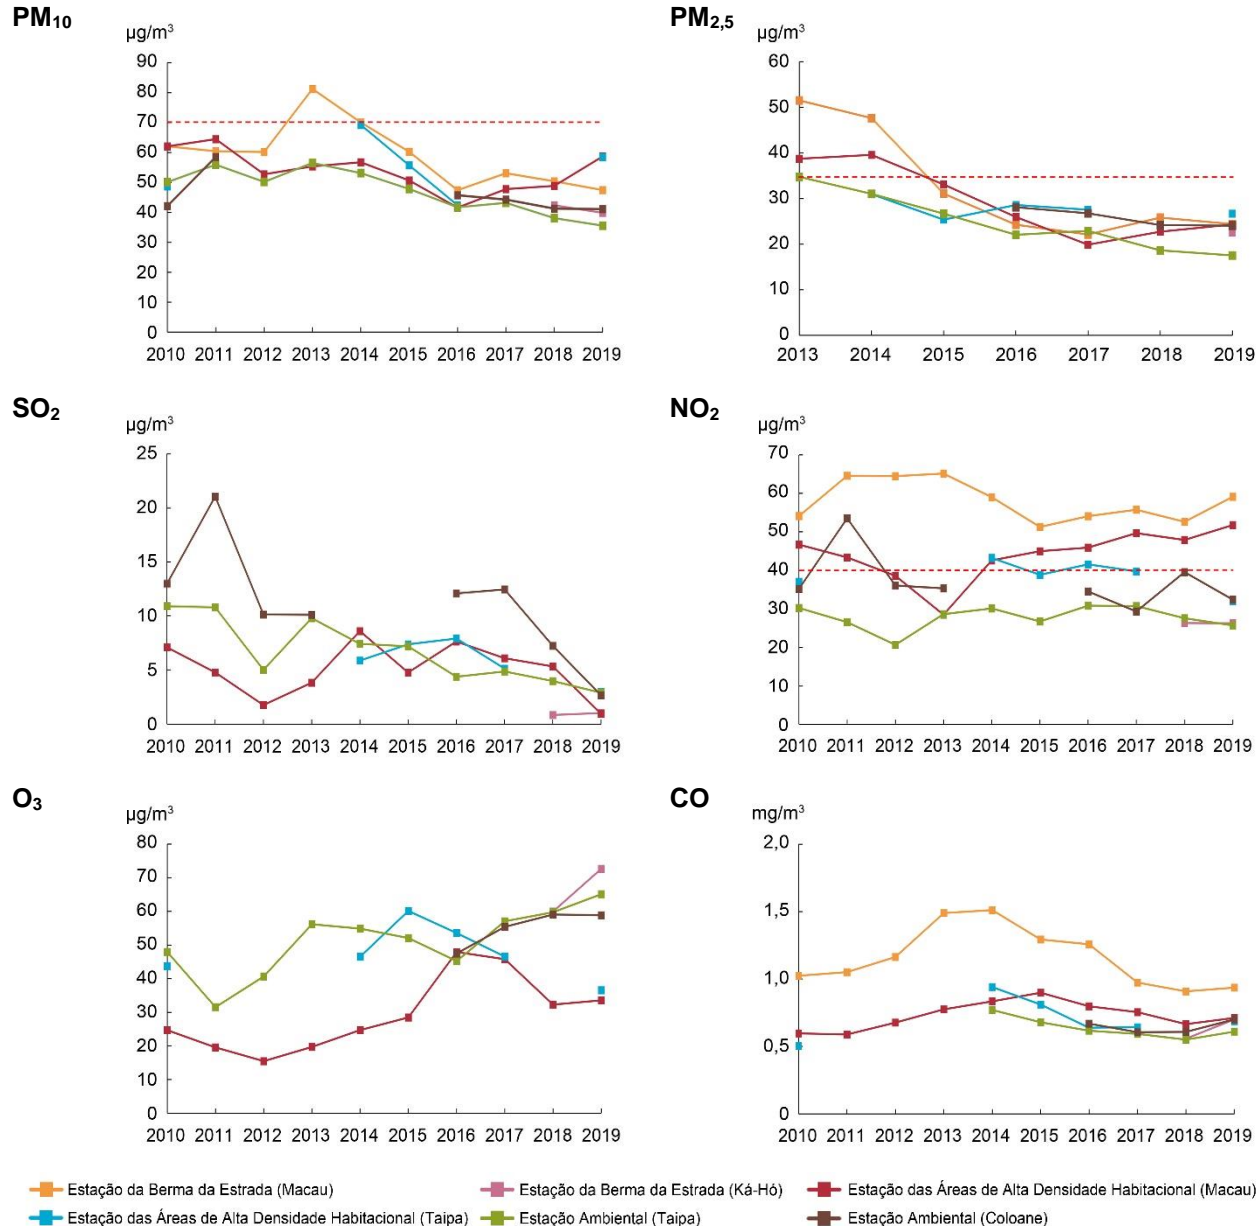 PM₁₀
µg/m³
90
80
70
60
50
40
30
20
10
0
2010 2011 2012 2013 2014 2015 2016 2017 2018 2019
PM₂,₅
µg/m³
60
50
40
30
20
10
0
2013 2014 2015 2016 2017 2018 2019
SO₂
µg/m³
25
20
15
10
5
0
2010 2011 2012 2013 2014 2015 2016 2017 2018 2019
NO₂
µg/m³
70
60
50
40
30
20
10
0
2010 2011 2012 2013 2014 2015 2016 2017 2018 2019
O₃
µg/m³
80
70
60
50
40
30
20
10
0
2010 2011 2012 2013 2014 2015 2016 2017 2018 2019
CO
mg/m³
2,0
1,5
1,0
0,5
0
2010 2011 2012 2013 2014 2015 2016 2017 2018 2019
Estação da Berma da Estrada (Macau) Estação da Berma da Estrada (Ká-Hó) Estação das Áreas de Alta Densidade Habitacional (Macau)
Estação das Áreas de Alta Densidade Habitacional (Taipa) Estação Ambiental (Taipa) Estação Ambiental (Coloane)